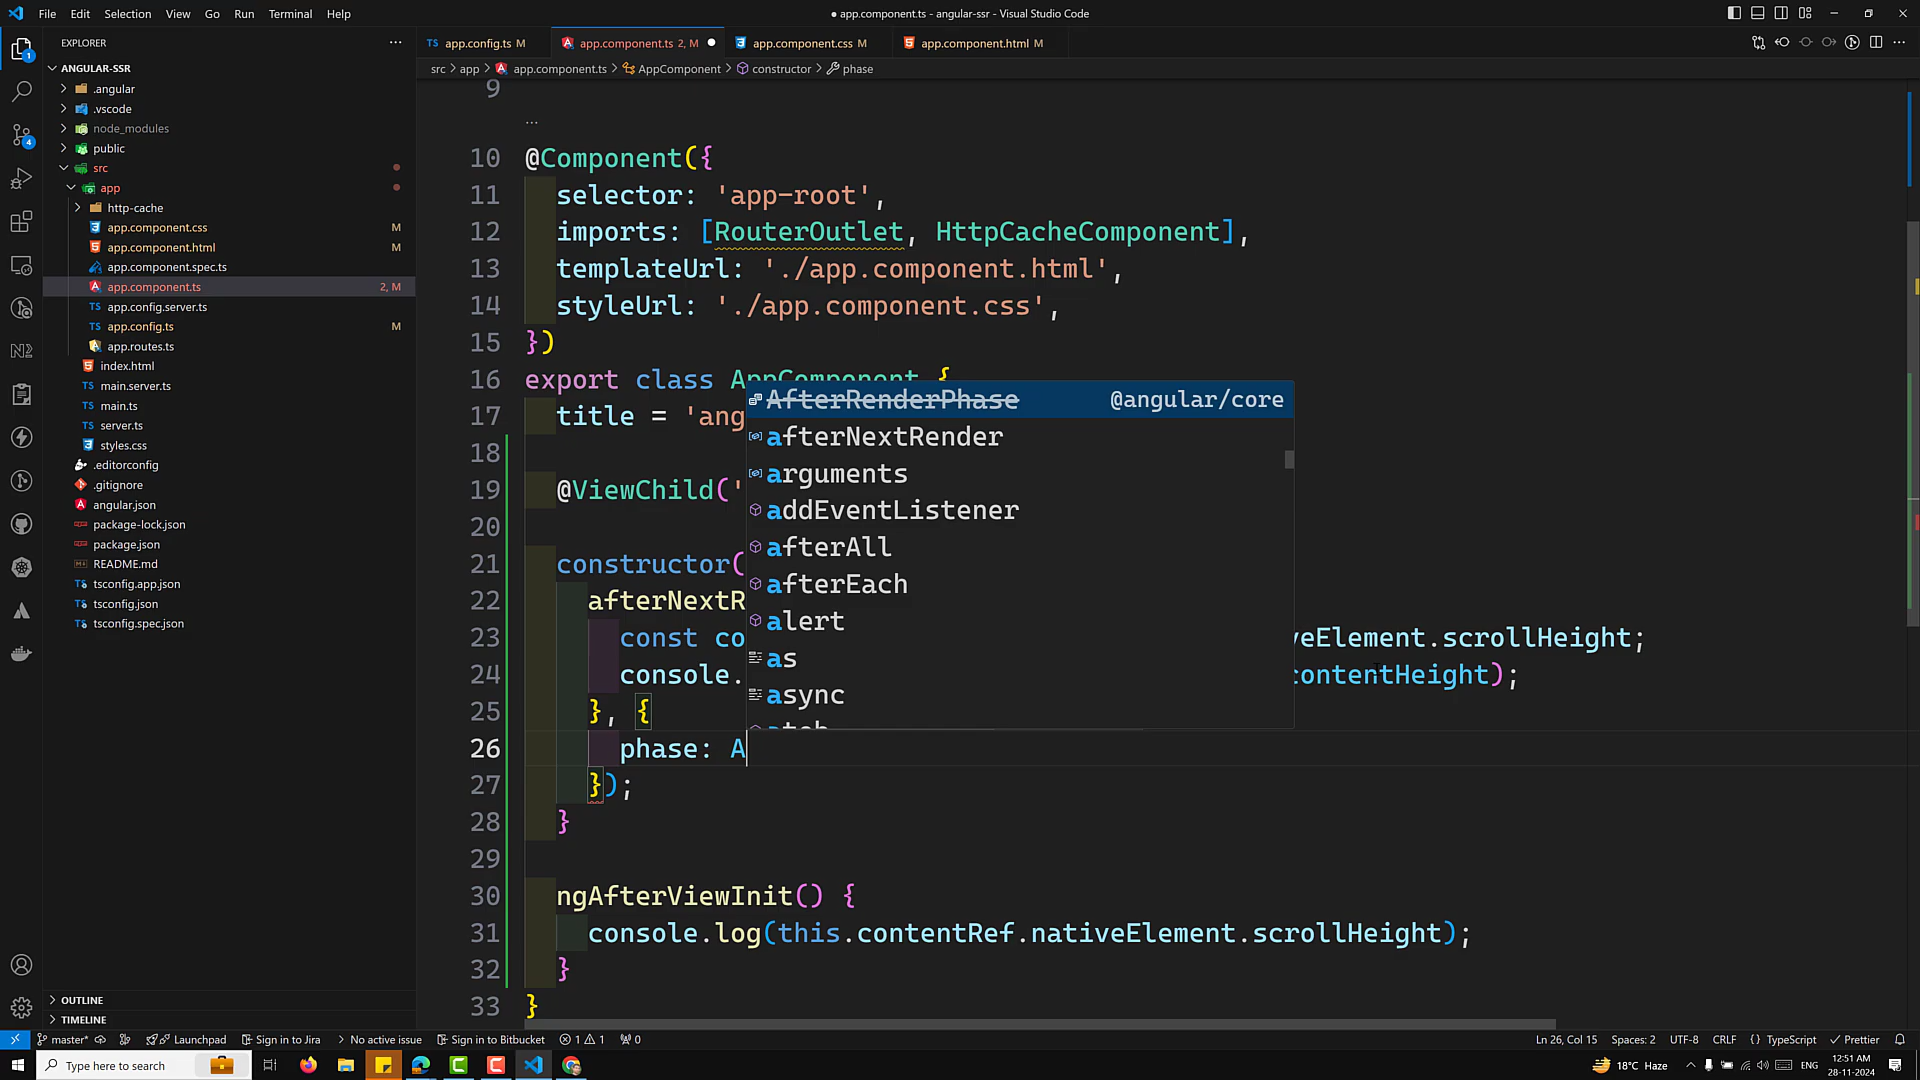 File Edit Selection View Go Run Terminal Help
● app.component.ts - angular-ssr - Visual Studio Code
EXPLORER
ANGULAR-SSR
.angular
.vscode
node_modules
public
src
app
http-cache
app.component.css M
app.component.html M
app.component.spec.ts
app.component.ts 2, M
app.config.server.ts
app.config.ts M
app.routes.ts
index.html
main.server.ts
main.ts
server.ts
styles.css
.editorconfig
.gitignore
angular.json
package-lock.json
package.json
README.md
tsconfig.app.json
tsconfig.json
tsconfig.spec.json
OUTLINE
TIMELINE
app.config.ts M
app.component.ts 2, M
app.component.css M
app.component.html M
src > app > app.component.ts > AppComponent > constructor > phase
9
...
10 @Component({
11 selector: 'app-root',
12 imports: [RouterOutlet, HttpCacheComponent],
13 templateUrl: './app.component.html',
14 styleUrl: './app.component.css',
15 })
16 export class AppComponent {
17 title = 'ang
18
19 @ViewChild('
20
21 constructor(
22 afterNextR
23 const co veElement.scrollHeight;
24 console. contentHeight);
25 }, {
26 phase: A
27 });
28 }
29
30 ngAfterViewInit() {
31 console.log(this.contentRef.nativeElement.scrollHeight);
32 }
33 }
AfterRenderPhase @angular/core
afterNextRender
arguments
addEventListener
afterAll
afterEach
alert
as
async
atob
master* Launchpad Sign in to Jira No active issue Sign in to Bitbucket 1 1 0
Ln 26, Col 15 Spaces: 2 UTF-8 CRLF {} TypeScript Prettier
Type here to search
18°C Haze ENG 12:51 AM
28-11-2024